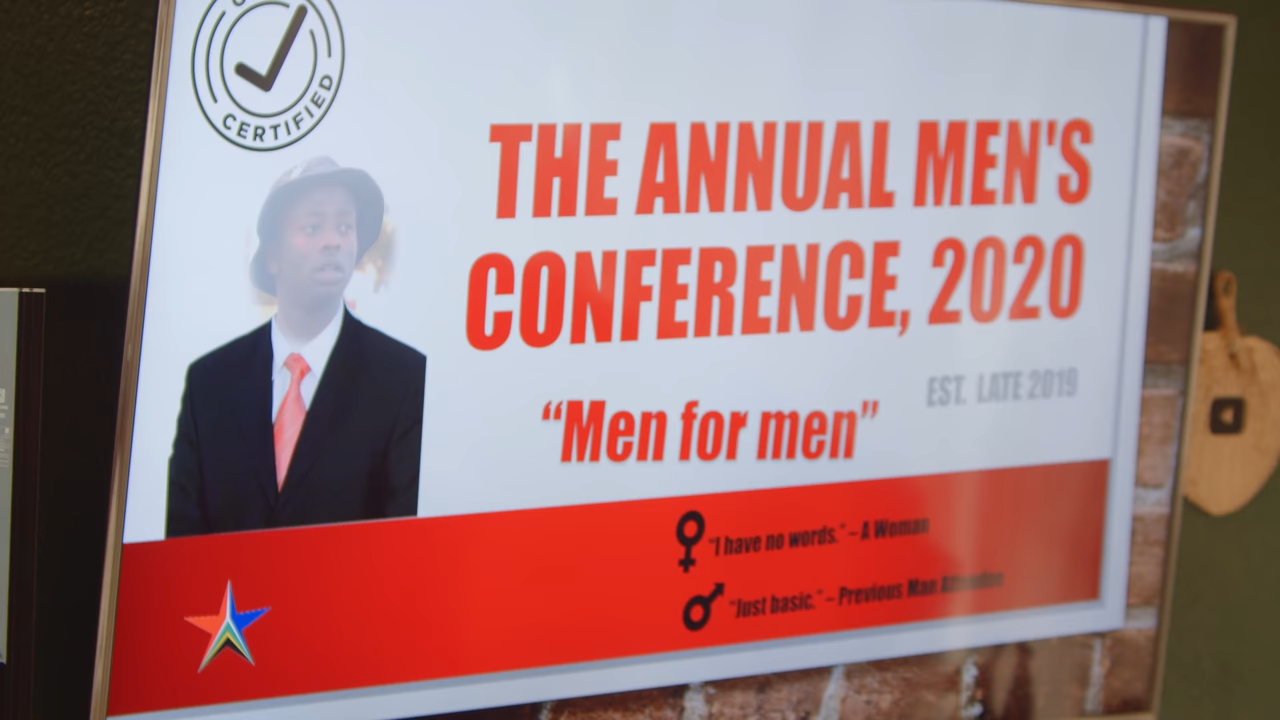 CERTIFIED
THE ANNUAL MEN'S
CONFERENCE, 2020
EST. LATE 2019
“Men for men”
"I have no words." – A Woman
"Just basic." – Previous Man Attendee